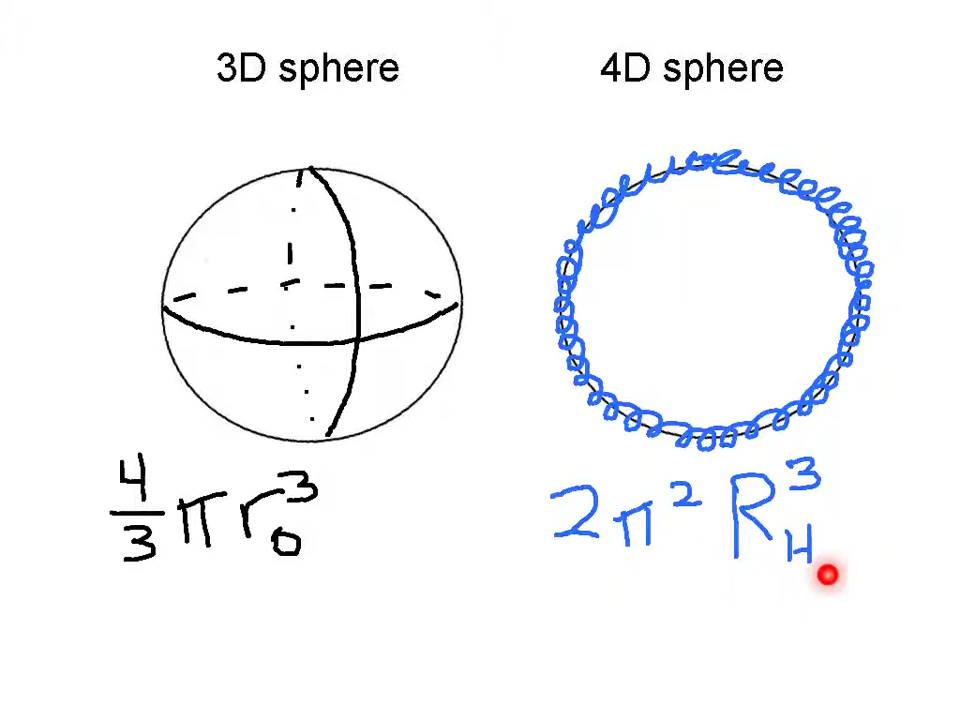 3D sphere
4D sphere
4/3 π r₀³
2π² R_H³